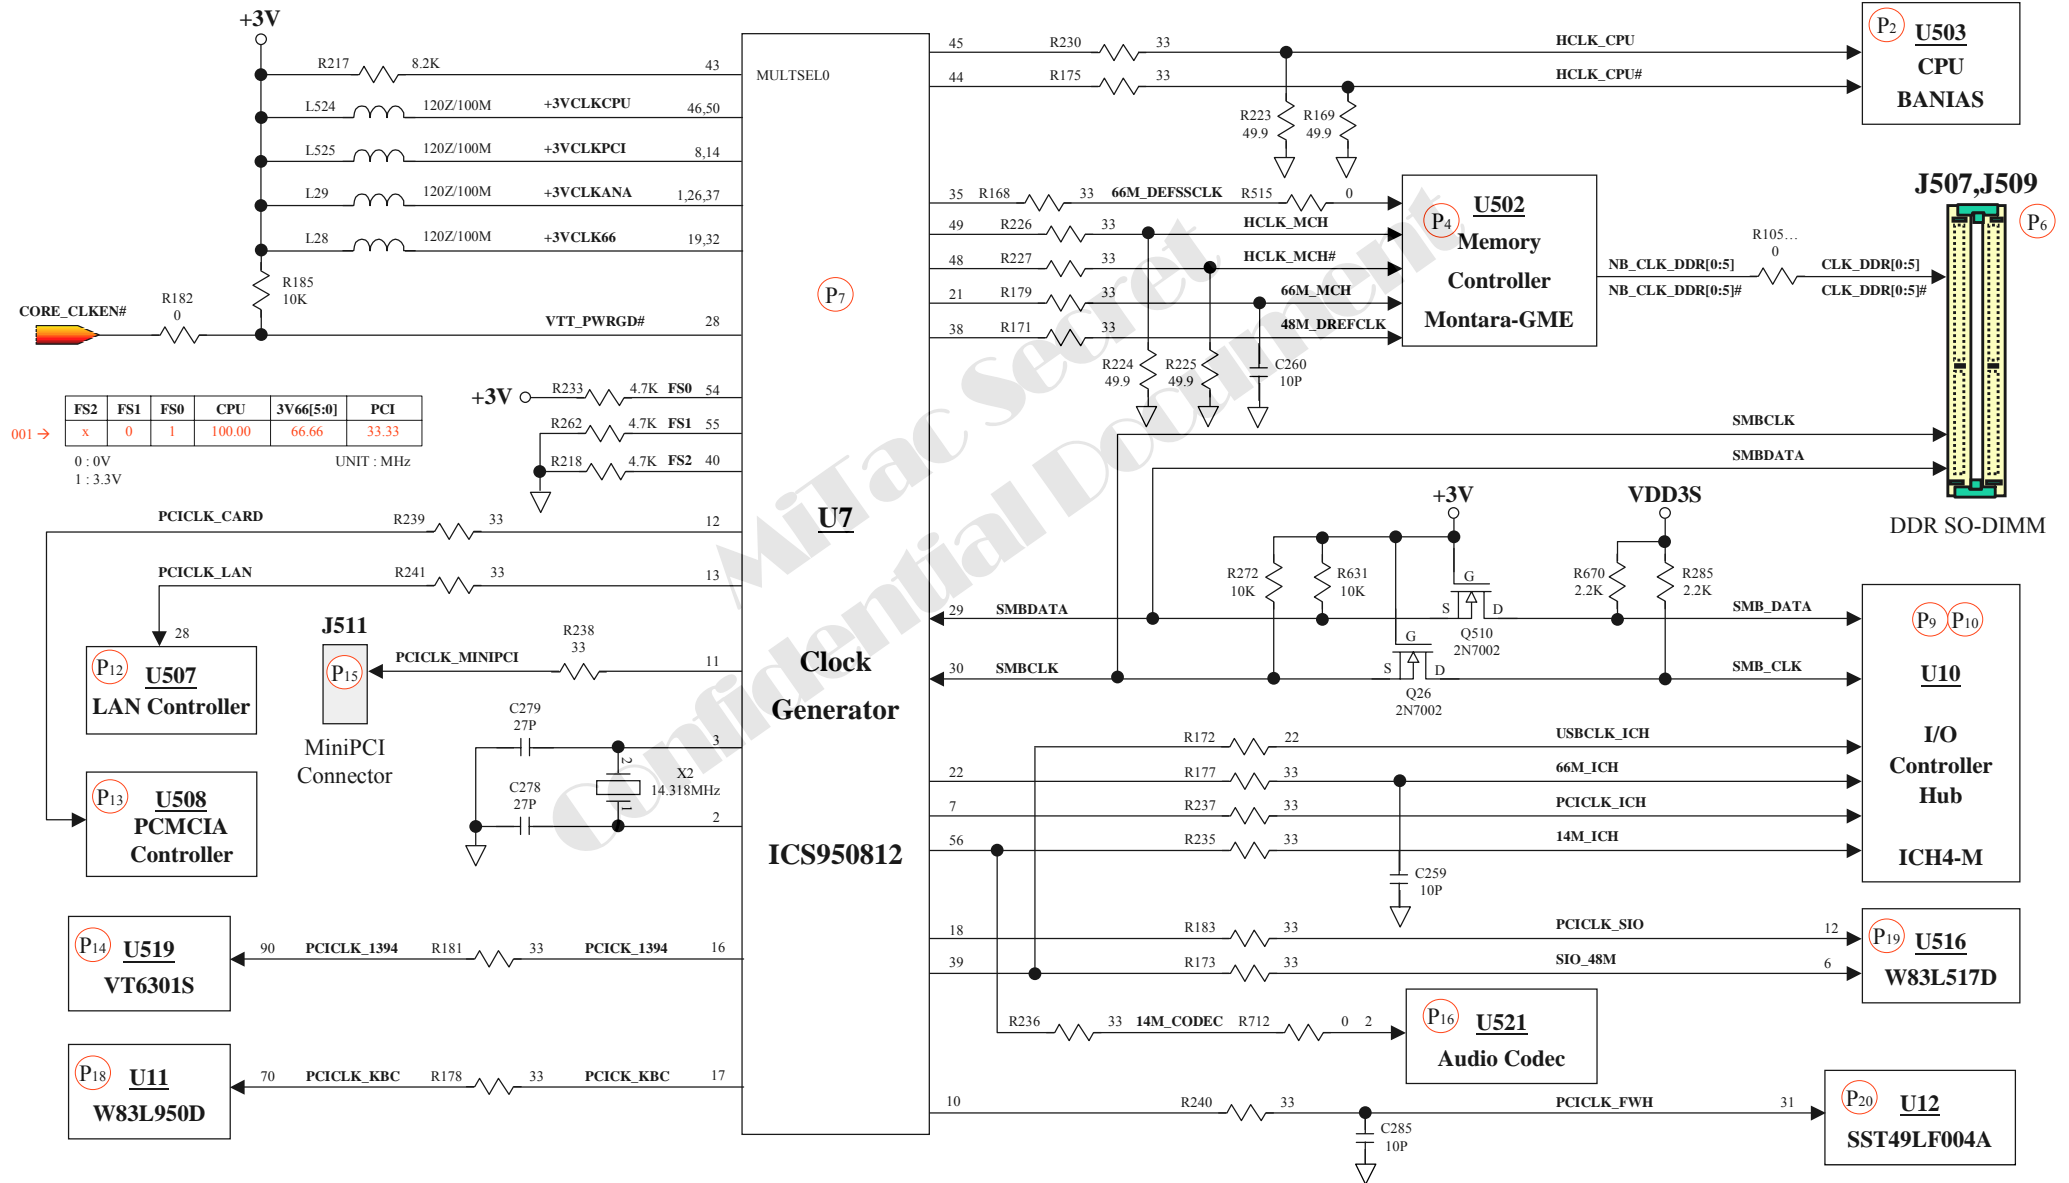 +3V
R217 8.2K 43 MULTSEL0
L524 120Z/100M +3VCLKCPU 46,50
L525 120Z/100M +3VCLKPCI 8,14
L29 120Z/100M +3VCLKANA 1,26,37
L28 120Z/100M +3VCLK66 19,32
R185
10K
CORE_CLKEN#
R182
0
VTT_PWRGD# 28
+3V R233 4.7K FS0 54
R262 4.7K FS1 55
R218 4.7K FS2 40
FS2 FS1 FS0 CPU 3V66[5:0] PCI
001 → x 0 1 100.00 66.66 33.33
0 : 0V UNIT : MHz
1 : 3.3V
PCICLK_CARD R239 33 12
PCICLK_LAN R241 33 13
28
P12 U507
LAN Controller
J511
P15
MiniPCI
Connector
PCICLK_MINIPCI
R238
33
11
P13 U508
PCMCIA
Controller
C279
27P
3
C278
27P
2
2
1
X2
14.318MHz
P14 U519
VT6301S
90 PCICLK_1394 R181 33 PCICK_1394 16
P18 U11
W83L950D
70 PCICLK_KBC R178 33 PCICK_KBC 17
P7
U7
Clock
Generator
ICS950812
45 R230 33 HCLK_CPU
44 R175 33 HCLK_CPU#
R223
49.9
R169
49.9
P2 U503
CPU
BANIAS
35 R168 33 66M_DEFSSCLK R515 0
49 R226 33 HCLK_MCH
48 R227 33 HCLK_MCH#
21 R179 33 66M_MCH
38 R171 33 48M_DREFCLK
R224
49.9
R225
49.9
C260
10P
P4 U502
Memory
Controller
Montara-GME
NB_CLK_DDR[0:5]
NB_CLK_DDR[0:5]#
R105...
0
CLK_DDR[0:5]
CLK_DDR[0:5]#
J507,J509
P6
DDR SO-DIMM
SMBCLK
SMBDATA
+3V
VDD3S
R272
10K
R631
10K
R670
2.2K
R285
2.2K
29 SMBDATA S G D SMB_DATA
Q510
2N7002
30 SMBCLK S G D SMB_CLK
Q26
2N7002
P9 P10
U10
I/O
Controller
Hub
ICH4-M
R172 22 USBCLK_ICH
22 R177 33 66M_ICH
7 R237 33 PCICLK_ICH
56 R235 33 14M_ICH
C259
10P
18 R183 33 PCICLK_SIO 12
39 R173 33 SIO_48M 6
P19 U516
W83L517D
R236 33 14M_CODEC R712 0 2
P16 U521
Audio Codec
10 R240 33 PCICLK_FWH 31
C285
10P
P20 U12
SST49LF004A
MiTac Secret
Confidential Document